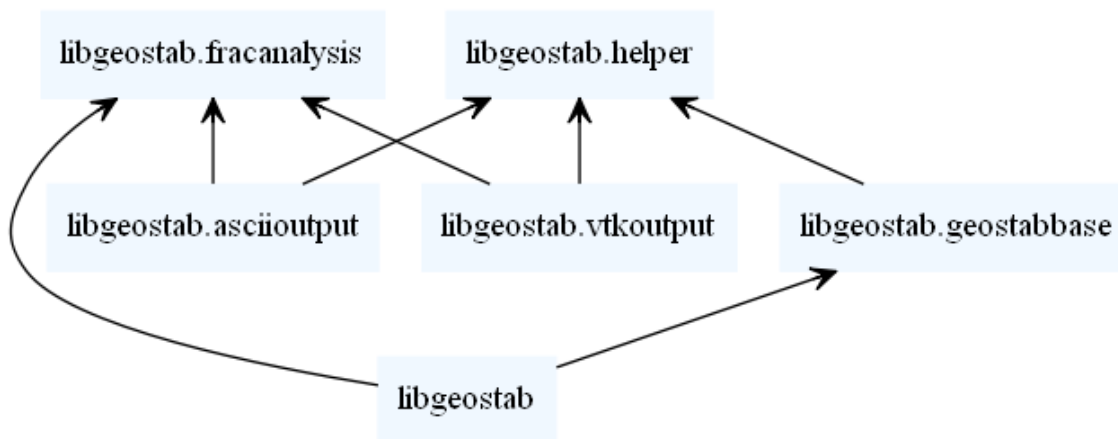 libgeostab.fracanalysis
libgeostab.helper
libgeostab.asciioutput
libgeostab.vtkoutput
libgeostab.geostabbase
libgeostab